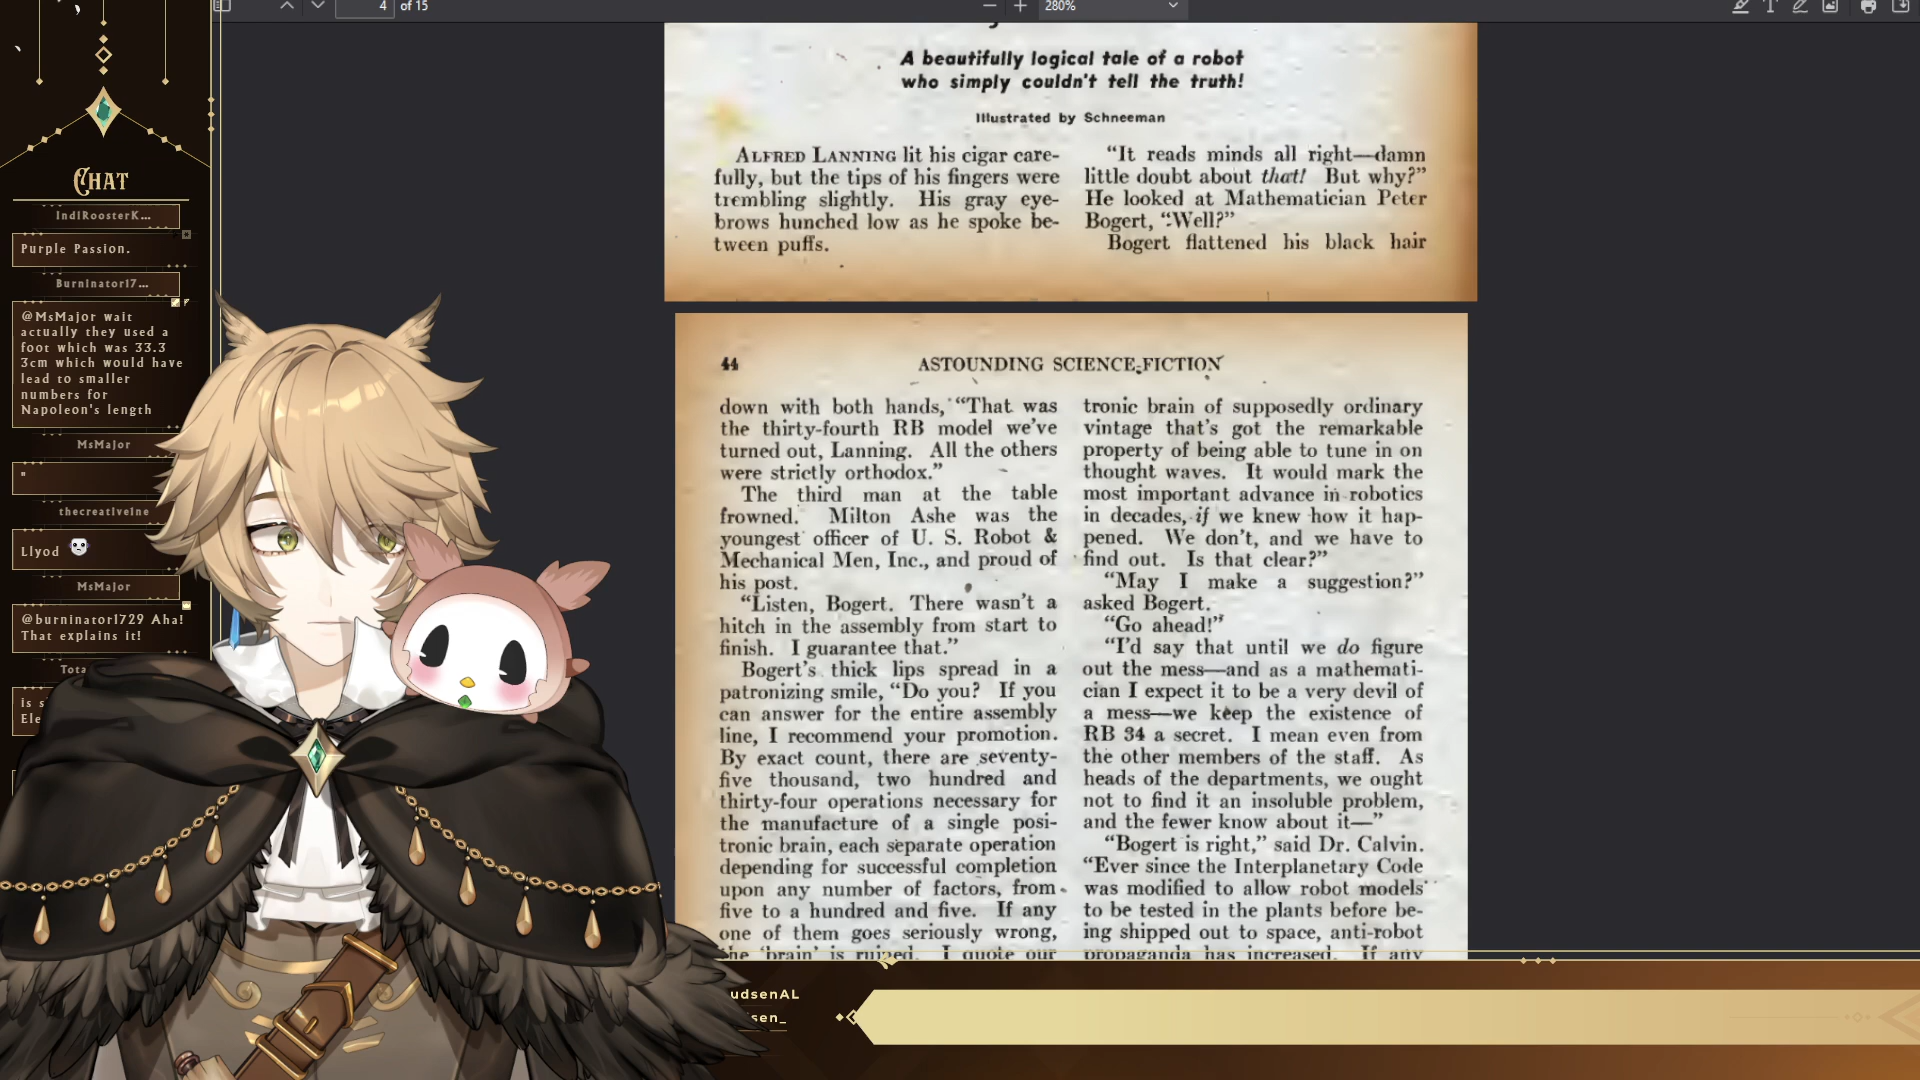 4 of 15
280%
CHAT
IndiRoosterK...
Purple Passion.
Burninator17...
@MsMajor wait
actually they used a
foot which was 33.3
3cm which would have
lead to smaller
numbers for
Napoleon's length
MsMajor
"
thecreativeine
Llyod
MsMajor
@burninator1729 Aha!
That explains it!
Tota
is s
Ele
A beautifully logical tale of a robot
who simply couldn't tell the truth!
Illustrated by Schneeman
ALFRED LANNING lit his cigar care-
fully, but the tips of his fingers were
trembling slightly. His gray eye-
brows hunched low as he spoke be-
tween puffs.
“It reads minds all right—damn
little doubt about that! But why?”
He looked at Mathematician Peter
Bogert, “Well?”
Bogert flattened his black hair
44
ASTOUNDING SCIENCE-FICTION
down with both hands, “That was
the thirty-fourth RB model we've
turned out, Lanning. All the others
were strictly orthodox.”
The third man at the table
frowned. Milton Ashe was the
youngest officer of U. S. Robot &
Mechanical Men, Inc., and proud of
his post.
“Listen, Bogert. There wasn't a
hitch in the assembly from start to
finish. I guarantee that.”
Bogert's thick lips spread in a
patronizing smile, “Do you? If you
can answer for the entire assembly
line, I recommend your promotion.
By exact count, there are seventy-
five thousand, two hundred and
thirty-four operations necessary for
the manufacture of a single posi-
tronic brain, each separate operation
depending for successful completion
upon any number of factors, from
five to a hundred and five. If any
one of them goes seriously wrong,
the 'brain' is ruined. I quote our
tronic brain of supposedly ordinary
vintage that's got the remarkable
property of being able to tune in on
thought waves. It would mark the
most important advance in robotics
in decades, if we knew how it hap-
pened. We don't, and we have to
find out. Is that clear?”
“May I make a suggestion?”
asked Bogert.
“Go ahead!”
“I'd say that until we do figure
out the mess—and as a mathemati-
cian I expect it to be a very devil of
a mess—we keep the existence of
RB 34 a secret. I mean even from
the other members of the staff. As
heads of the departments, we ought
not to find it an insoluble problem,
and the fewer know about it—”
“Bogert is right,” said Dr. Calvin.
“Ever since the Interplanetary Code
was modified to allow robot models
to be tested in the plants before be-
ing shipped out to space, anti-robot
propaganda has increased. If any
udsenAL
sen_